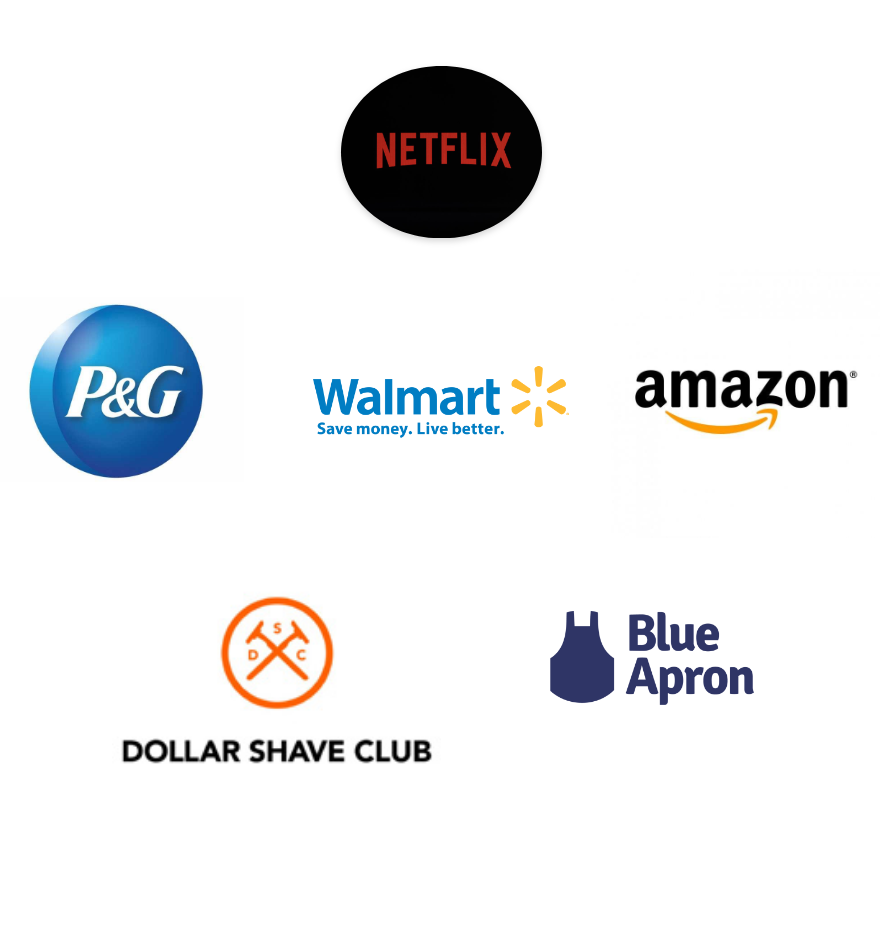 NETFLIX
P&G
Walmart
Save money. Live better.
amazon®
S
D C
DOLLAR SHAVE CLUB
Blue
Apron